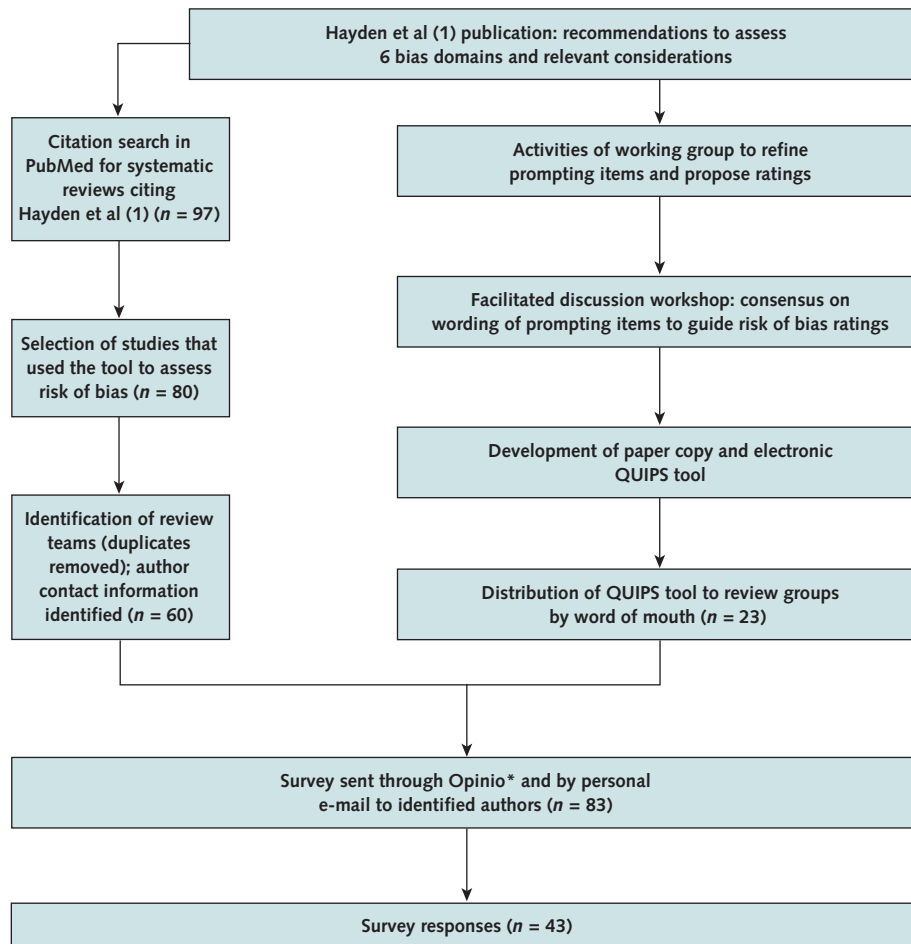 Hayden et al (1) publication: recommendations to assess
6 bias domains and relevant considerations
Citation search in
PubMed for systematic
reviews citing
Hayden et al (1) (n = 97)
Selection of studies that
used the tool to assess
risk of bias (n = 80)
Identification of review
teams (duplicates
removed); author
contact information
identified (n = 60)
Activities of working group to refine
prompting items and propose ratings
Facilitated discussion workshop: consensus on
wording of prompting items to guide risk of bias ratings
Development of paper copy and electronic
QUIPS tool
Distribution of QUIPS tool to review groups
by word of mouth (n = 23)
Survey sent through Opinio* and by personal
e-mail to identified authors (n = 83)
Survey responses (n = 43)